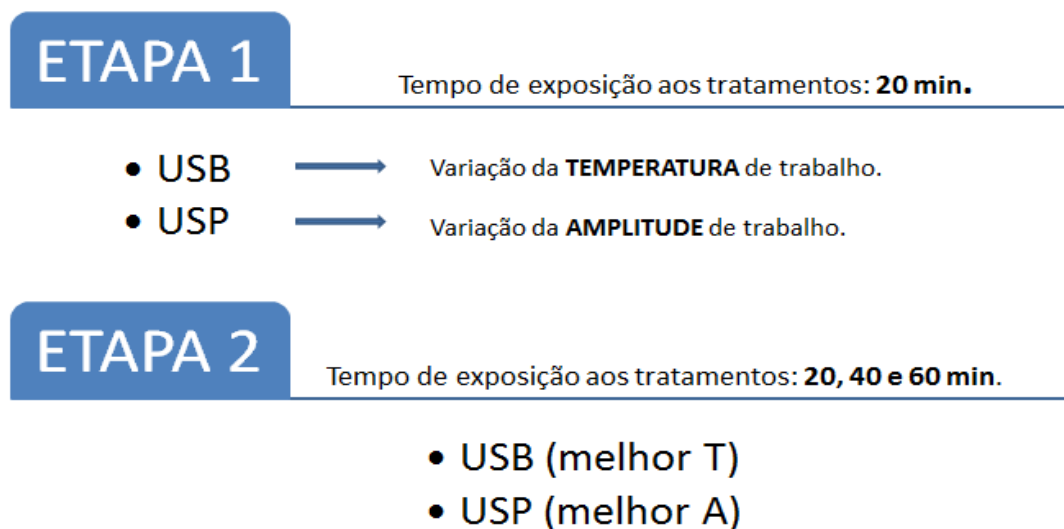 ETAPA 1
Tempo de exposição aos tratamentos: 20 min.
• USB
Variação da TEMPERATURA de trabalho.
• USP
Variação da AMPLITUDE de trabalho.
ETAPA 2
Tempo de exposição aos tratamentos: 20, 40 e 60 min.
• USB (melhor T)
• USP (melhor A)